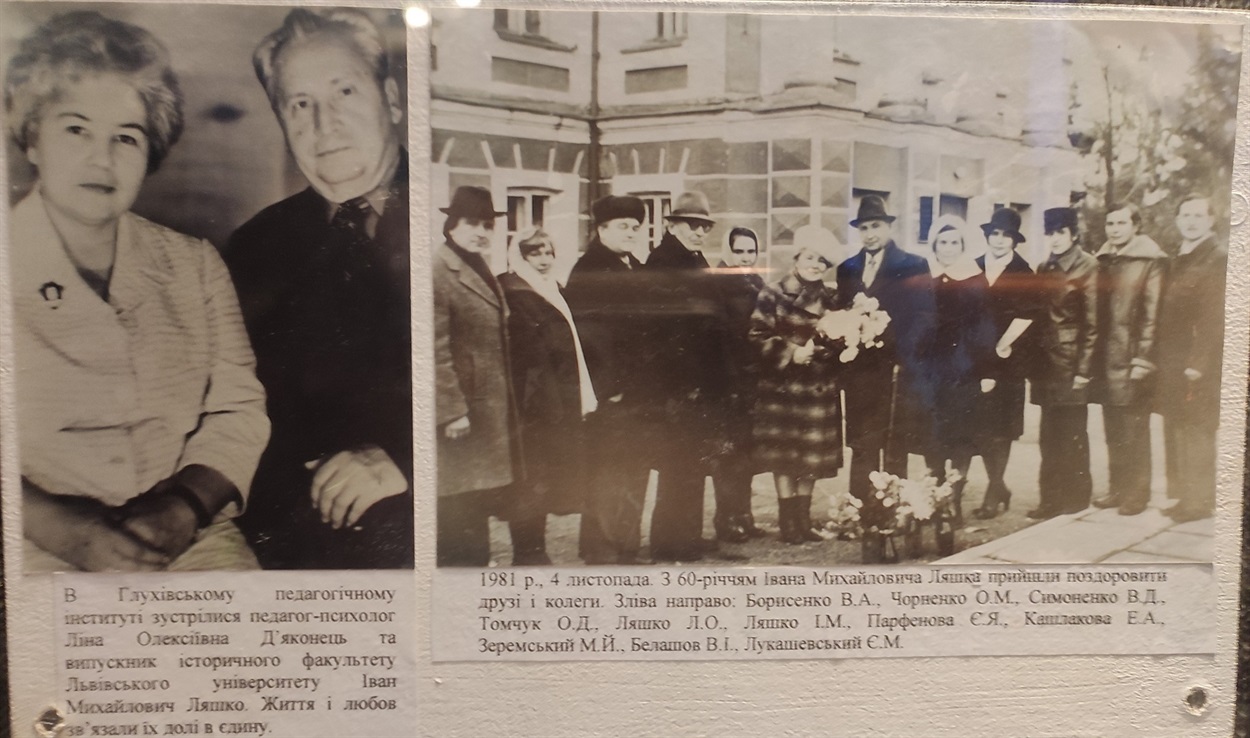 В Глухівському педагогічному
інституті зустрілися педагог-психолог
Ліна Олексіївна Д’яконець та
випускник історичного факультету
Львівського університету Іван
Михайлович Ляшко. Життя і любов
зв’язали їх долі в єдину.
1981 р., 4 листопада. З 60-річчям Івана Михайловича Ляшка прийшли поздоровити
друзі і колеги. Зліва направо: Борисенко В.А., Чорненко О.М., Симоненко В.Д.,
Томчук О.Д., Ляшко Л.О., Ляшко І.М., Парфенова Є.Я., Кашлакова Е.А.,
Зеремський М.Й., Белашов В.І., Лукашевський Є.М.